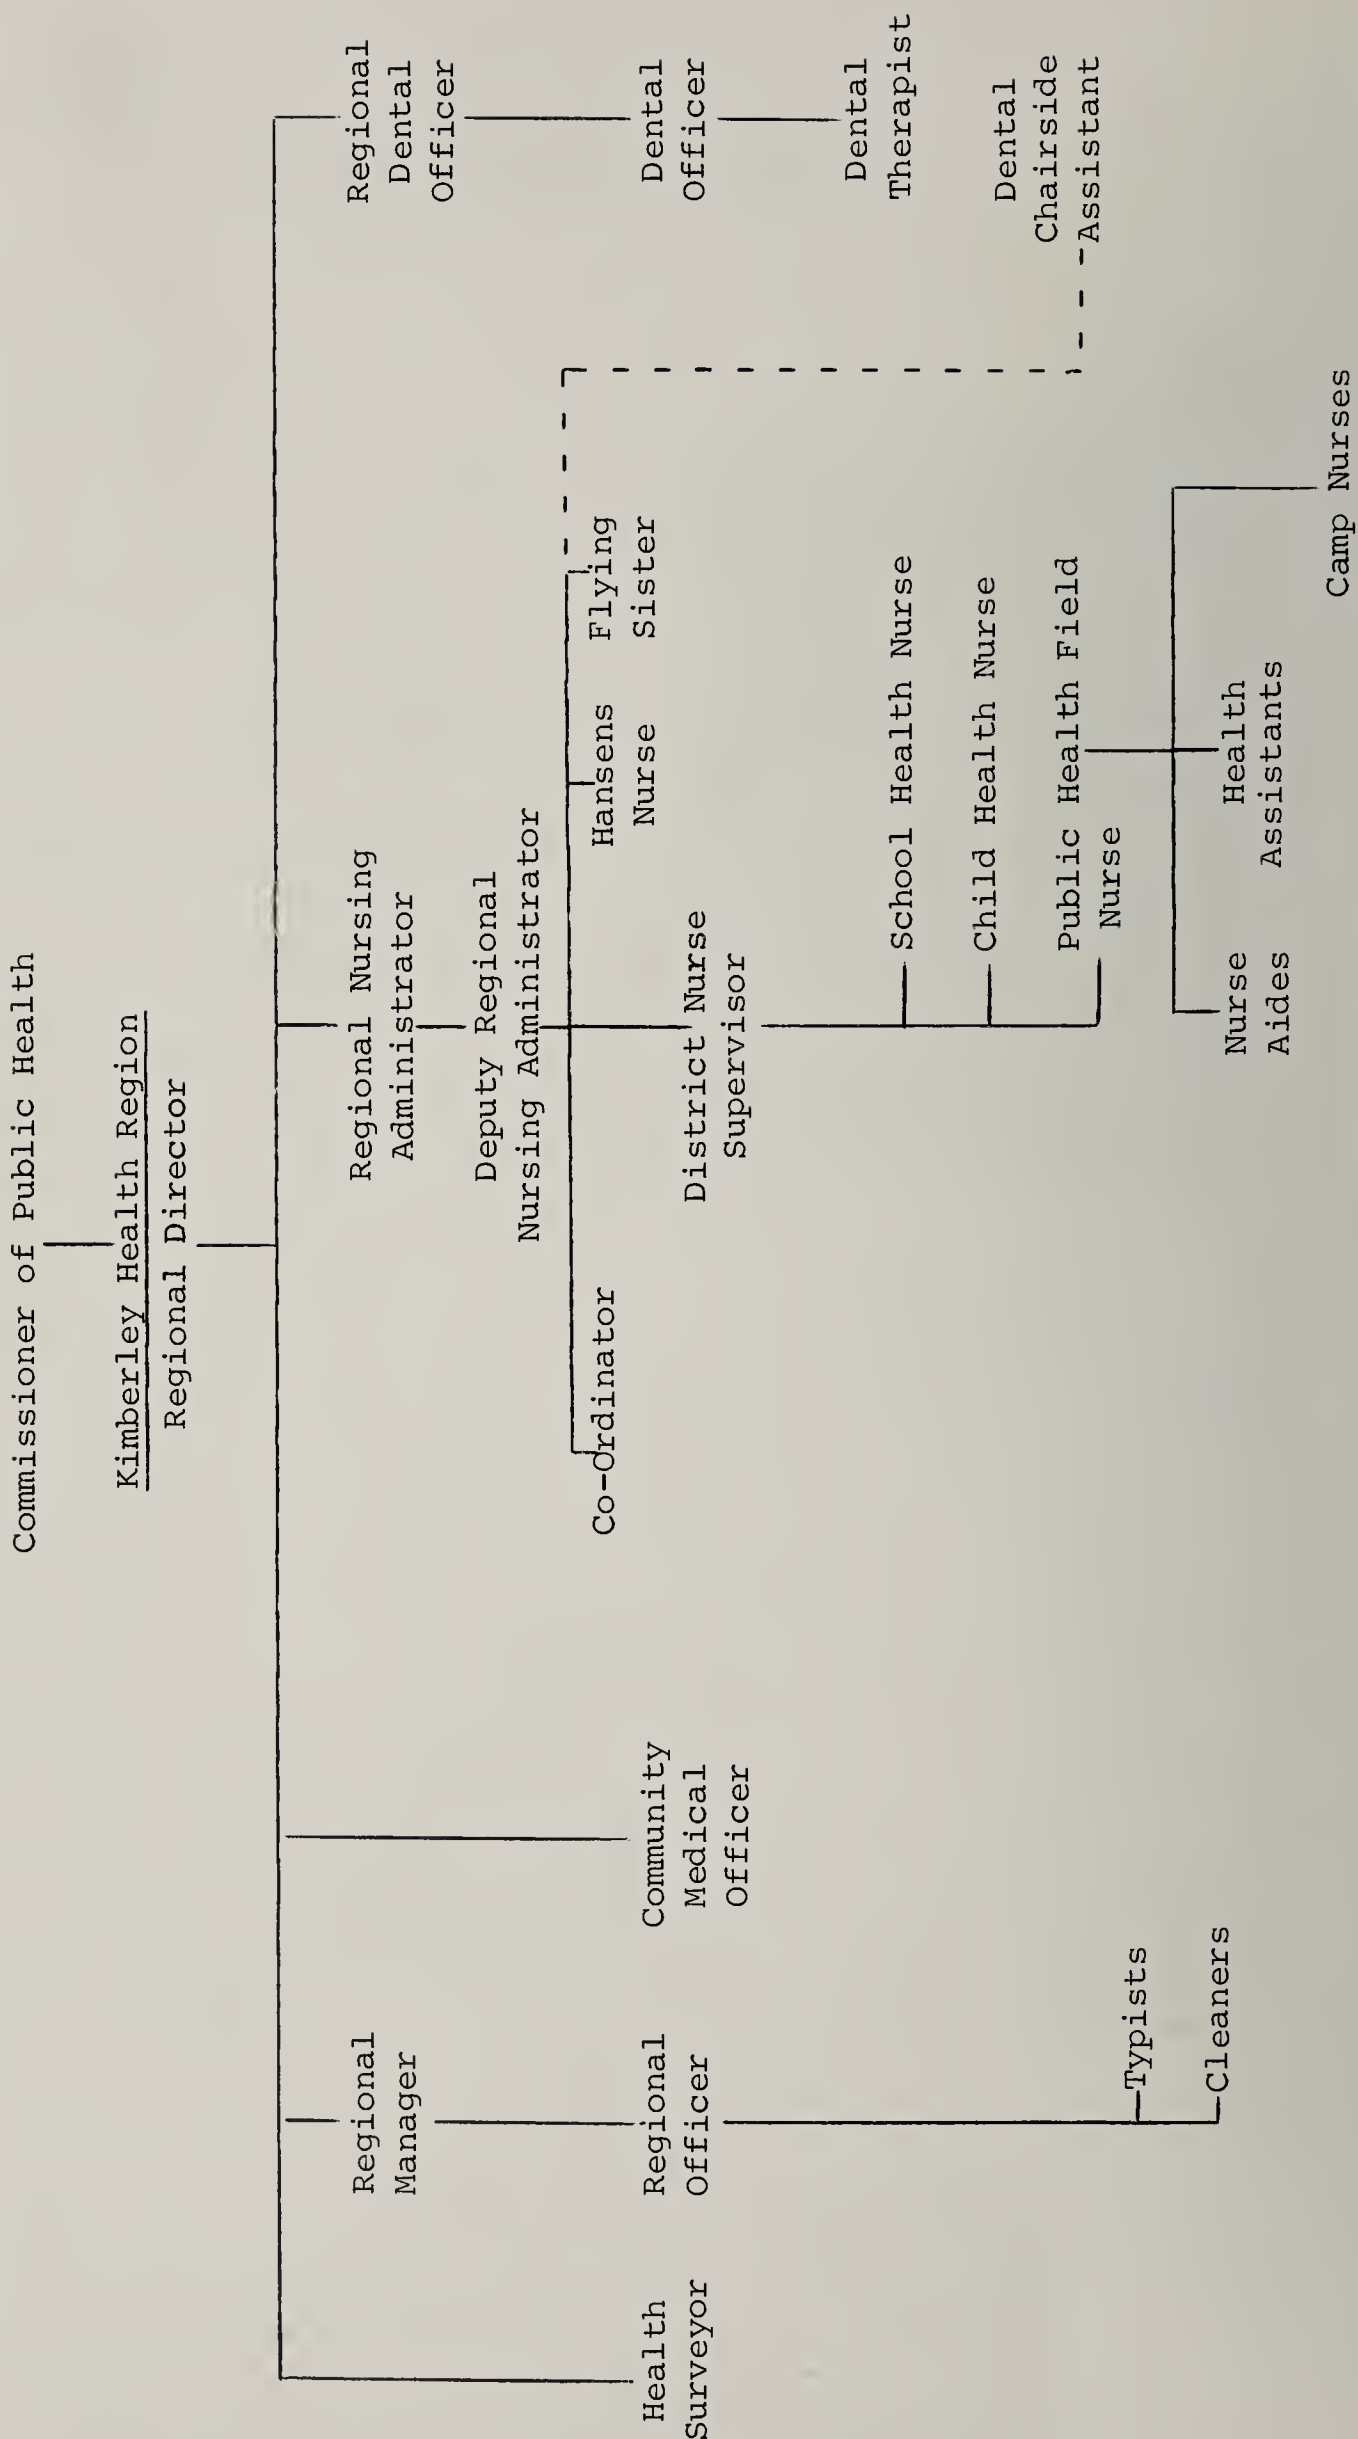 Commissioner of Public Health
Kimberley Health Region
Regional Director
Health
Surveyor
Regional
Manager
Regional
Officer
Typists
Cleaners
Community
Medical
Officer
Regional Nursing
Administrator
Deputy Regional
Nursing Administrator
Co-Ordinator
Hansens
Nurse
Flying
Sister
District Nurse
Supervisor
School Health Nurse
Child Health Nurse
Public Health Field
Nurse
Nurse
Aides
Health
Assistants
Camp Nurses
Regional
Dental
Officer
Dental
Officer
Dental
Therapist
Dental
Chairside
Assistant